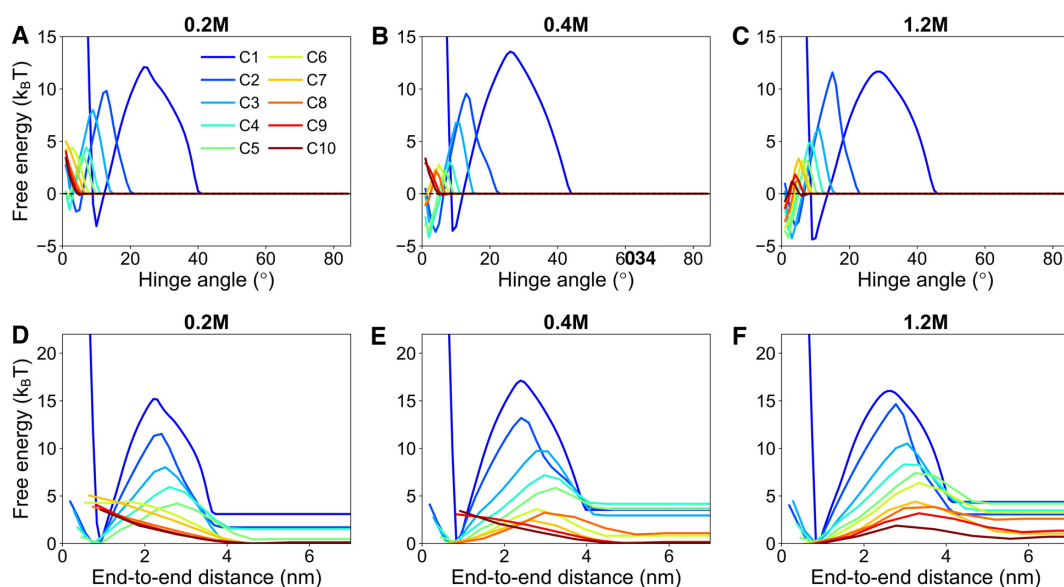 A 0.2M
Free energy (kBT)
15
10
5
0
−5
C1 C6
C2 C7
C3 C8
C4 C9
C5 C10
0 20 40 60 80
Hinge angle (°)
B 0.4M
15
10
5
0
−5
0 20 40 60034 80
Hinge angle (°)
C 1.2M
15
10
5
0
−5
0 20 40 60 80
Hinge angle (°)
D 0.2M
Free energy (kBT)
20
15
10
5
0
0 2 4 6
End-to-end distance (nm)
E 0.4M
20
15
10
5
0
0 2 4 6
End-to-end distance (nm)
F 1.2M
20
15
10
5
0
0 2 4 6
End-to-end distance (nm)